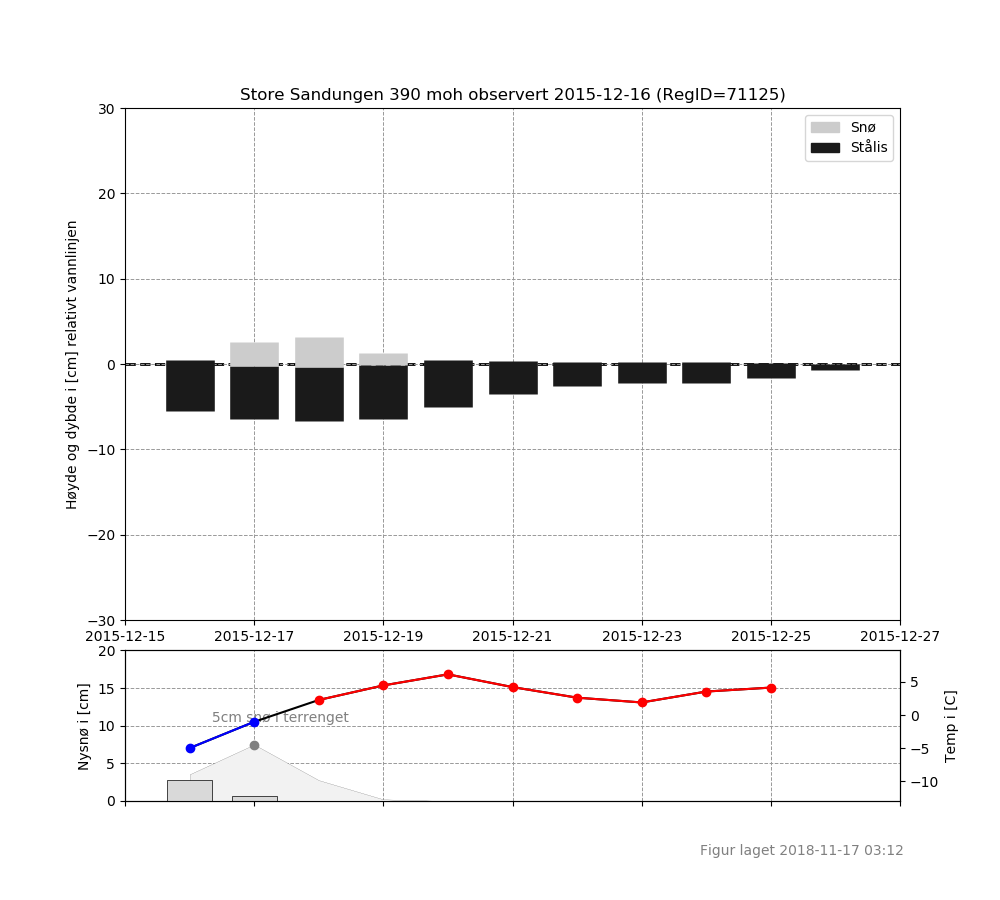 Store Sandungen 390 moh observert 2015-12-16 (RegID=71125)
Snø
Stålis
30
20
10
0
−10
−20
−30
Høyde og dybde i [cm] relativt vannlinjen
2015-12-15 2015-12-17 2015-12-19 2015-12-21 2015-12-23 2015-12-25 2015-12-27
20
15
10
5
0
Nysnø i [cm]
5cm snø i terrenget
5
0
−5
−10
Temp i [C]
Figur laget 2018-11-17 03:12